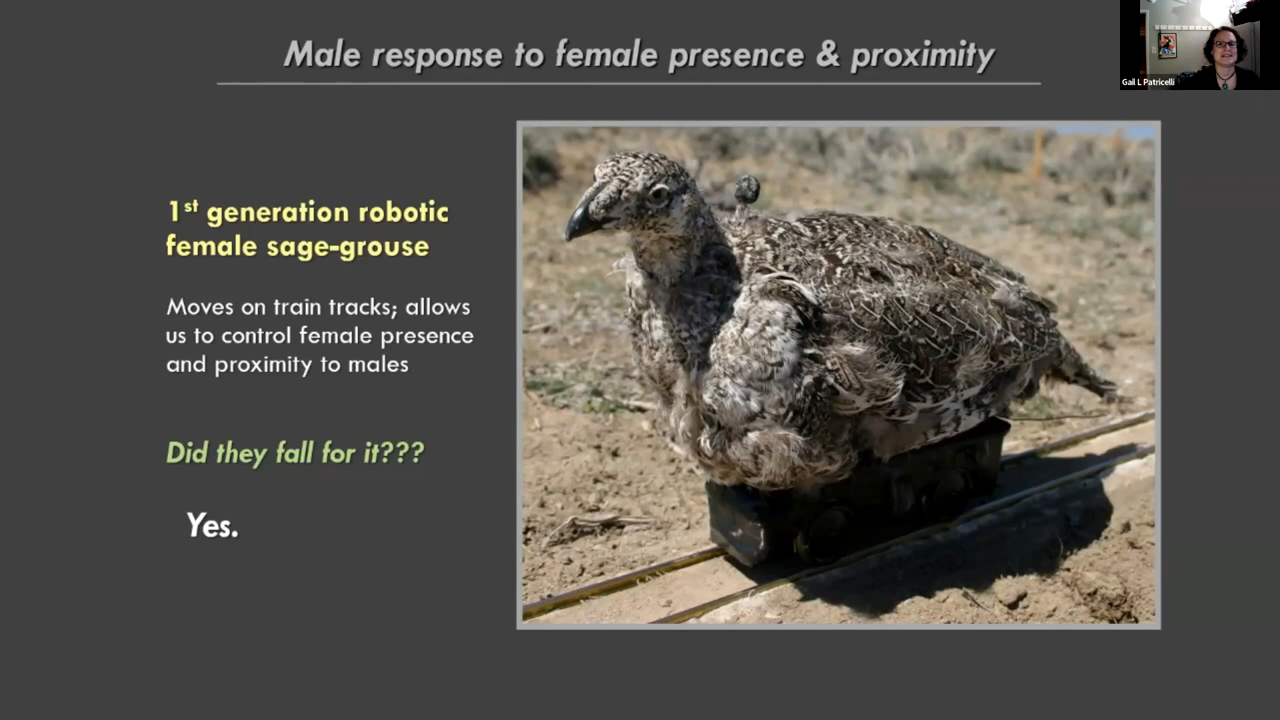 Male response to female presence & proximity
Gail L Patricelli
1st generation robotic
female sage-grouse
Moves on train tracks; allows
us to control female presence
and proximity to males
Did they fall for it???
Yes.